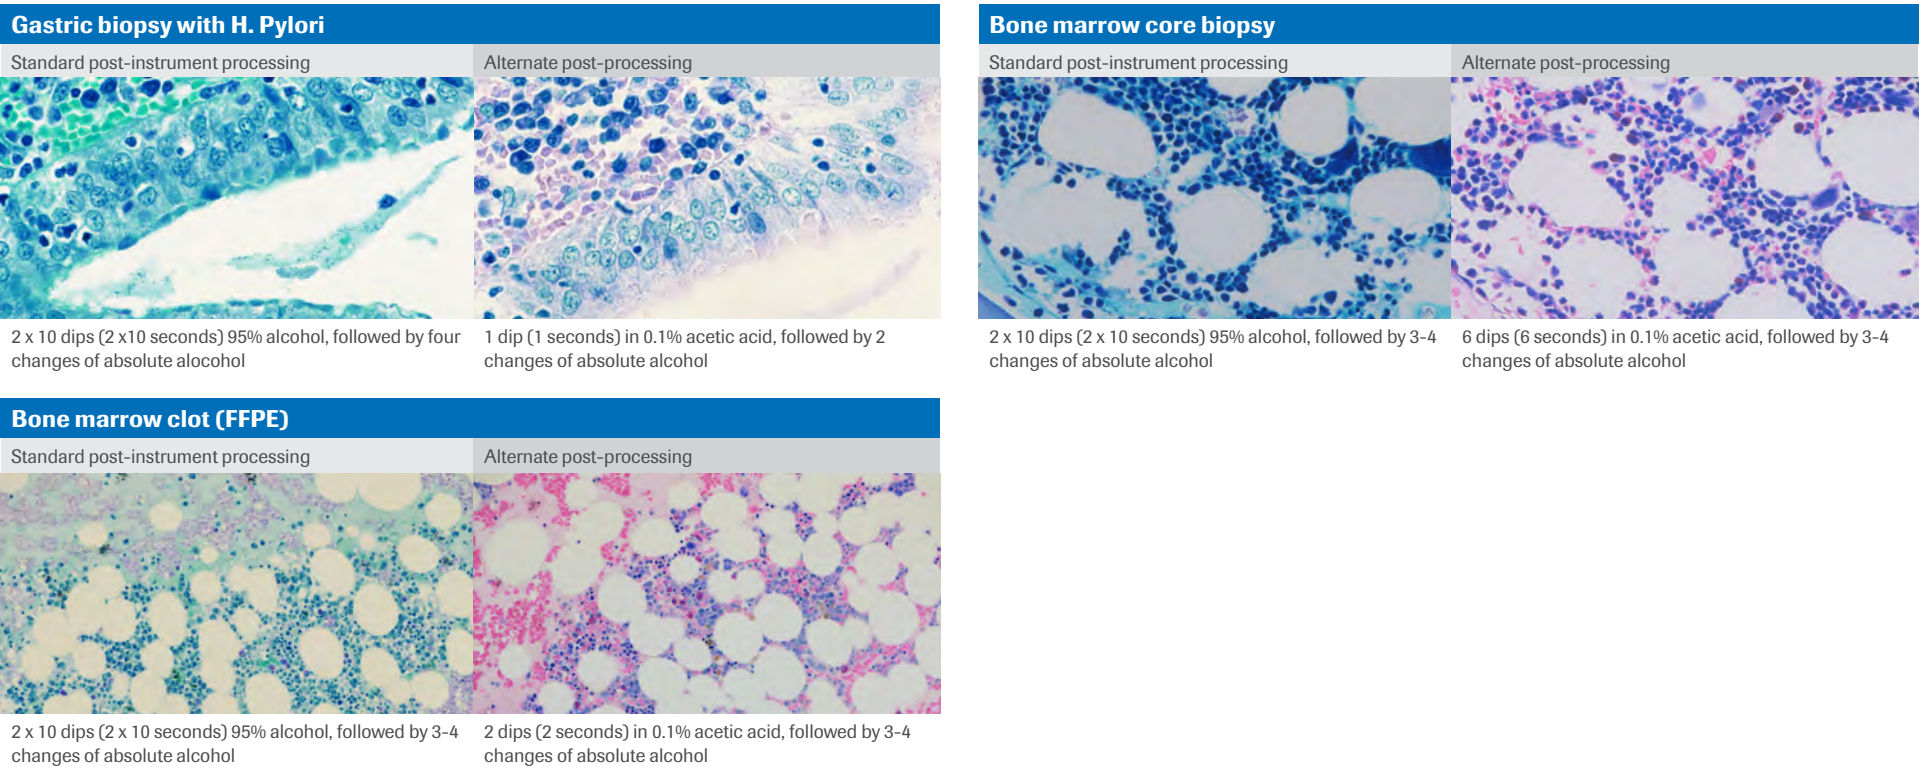 Gastric biopsy with H. Pylori
Standard post-instrument processing
Alternate post-processing
2 x 10 dips (2 x10 seconds) 95% alcohol, followed by four
changes of absolute alocohol
1 dip (1 seconds) in 0.1% acetic acid, followed by 2
changes of absolute alcohol
Bone marrow core biopsy
Standard post-instrument processing
Alternate post-processing
2 x 10 dips (2 x 10 seconds) 95% alcohol, followed by 3-4
changes of absolute alcohol
6 dips (6 seconds) in 0.1% acetic acid, followed by 3-4
changes of absolute alcohol
Bone marrow clot (FFPE)
Standard post-instrument processing
Alternate post-processing
2 x 10 dips (2 x 10 seconds) 95% alcohol, followed by 3-4
changes of absolute alcohol
2 dips (2 seconds) in 0.1% acetic acid, followed by 3-4
changes of absolute alcohol